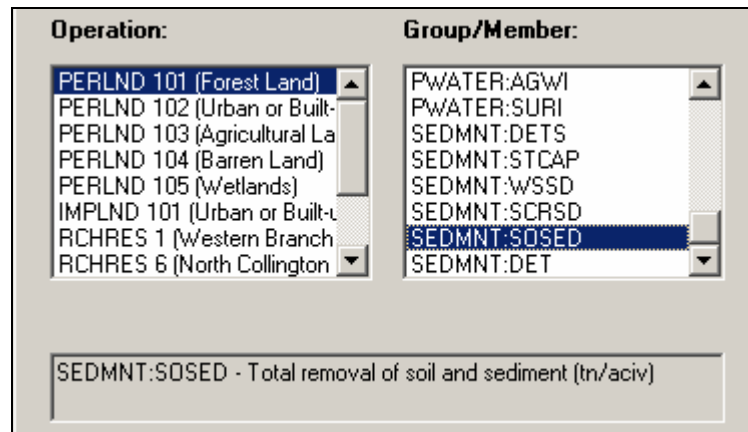 Operation:
PERLND 101 (Forest Land)
PERLND 102 (Urban or Built-
PERLND 103 (Agricultural La
PERLND 104 (Barren Land)
PERLND 105 (Wetlands)
IMPLND 101 (Urban or Built-u
RCHRES 1 (Western Branch
RCHRES 6 (North Collington
Group/Member:
PWATER:AGWI
PWATER:SURI
SEDMNT:DETS
SEDMNT:STCAP
SEDMNT:WSSD
SEDMNT:SCRSD
SEDMNT:SOSED
SEDMNT:DET
SEDMNT:SOSED - Total removal of soil and sediment (tn/aciv)